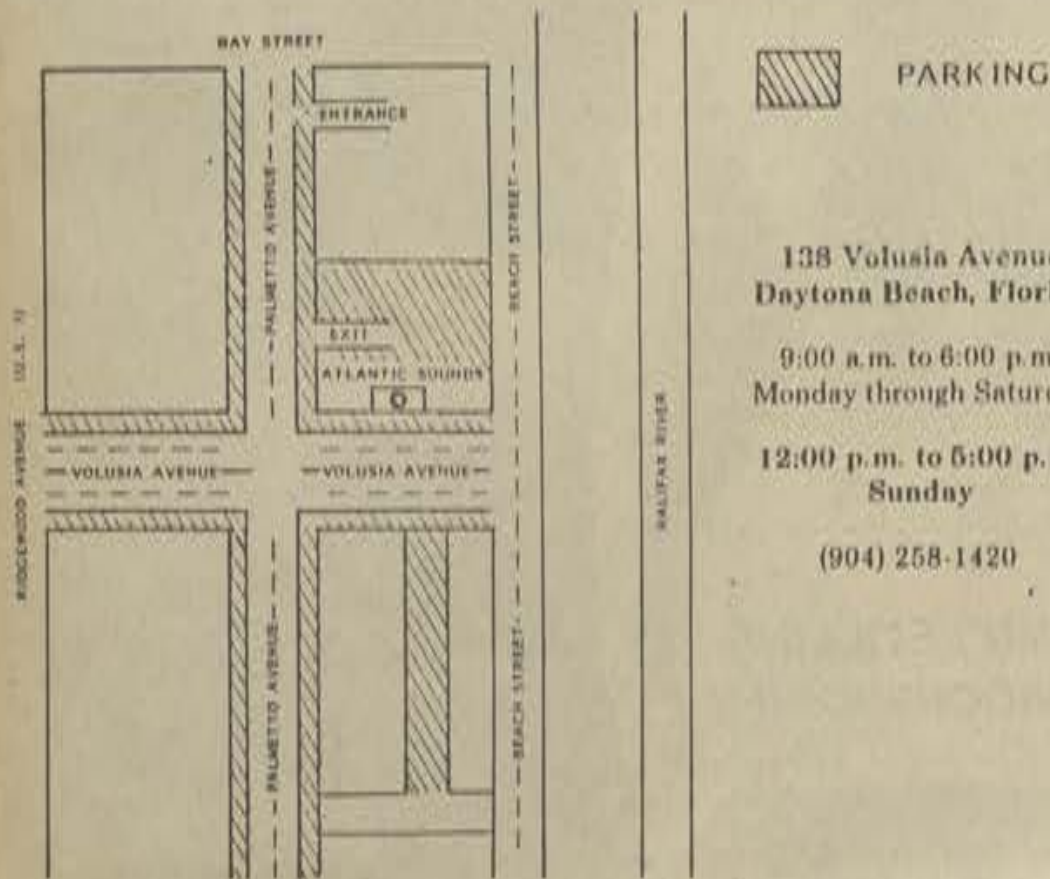 BAY STREET
ENTRANCE
PALMETTO AVENUE
BEACH STREET
EXIT
ATLANTIC SOUNDS
RIDGEWOOD AVENUE (U.S. 1)
VOLUSIA AVENUE
VOLUSIA AVENUE
HALIFAX RIVER
PALMETTO AVENUE
BEACH STREET
PARKING
138 Volusia Avenue
Daytona Beach, Flori
9:00 a.m. to 6:00 p.m
Monday through Satur
12:00 p.m. to 5:00 p.
Sunday
(904) 258-1420